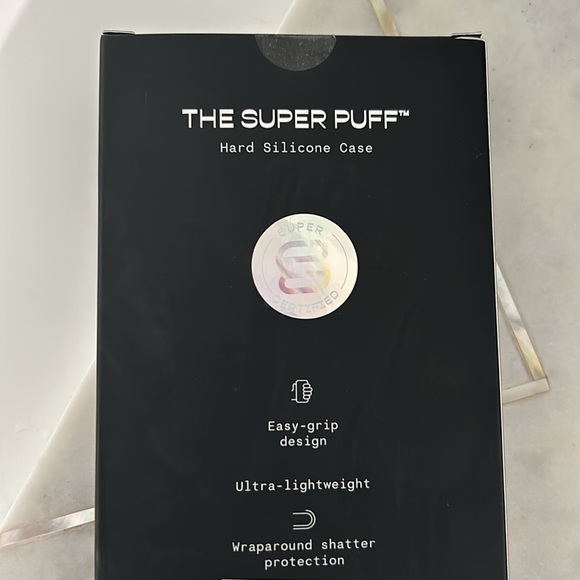 THE SUPER PUFF™
Hard Silicone Case
SUPER
CERTIFIED
Easy-grip
design
Ultra-lightweight
Wraparound shatter
protection